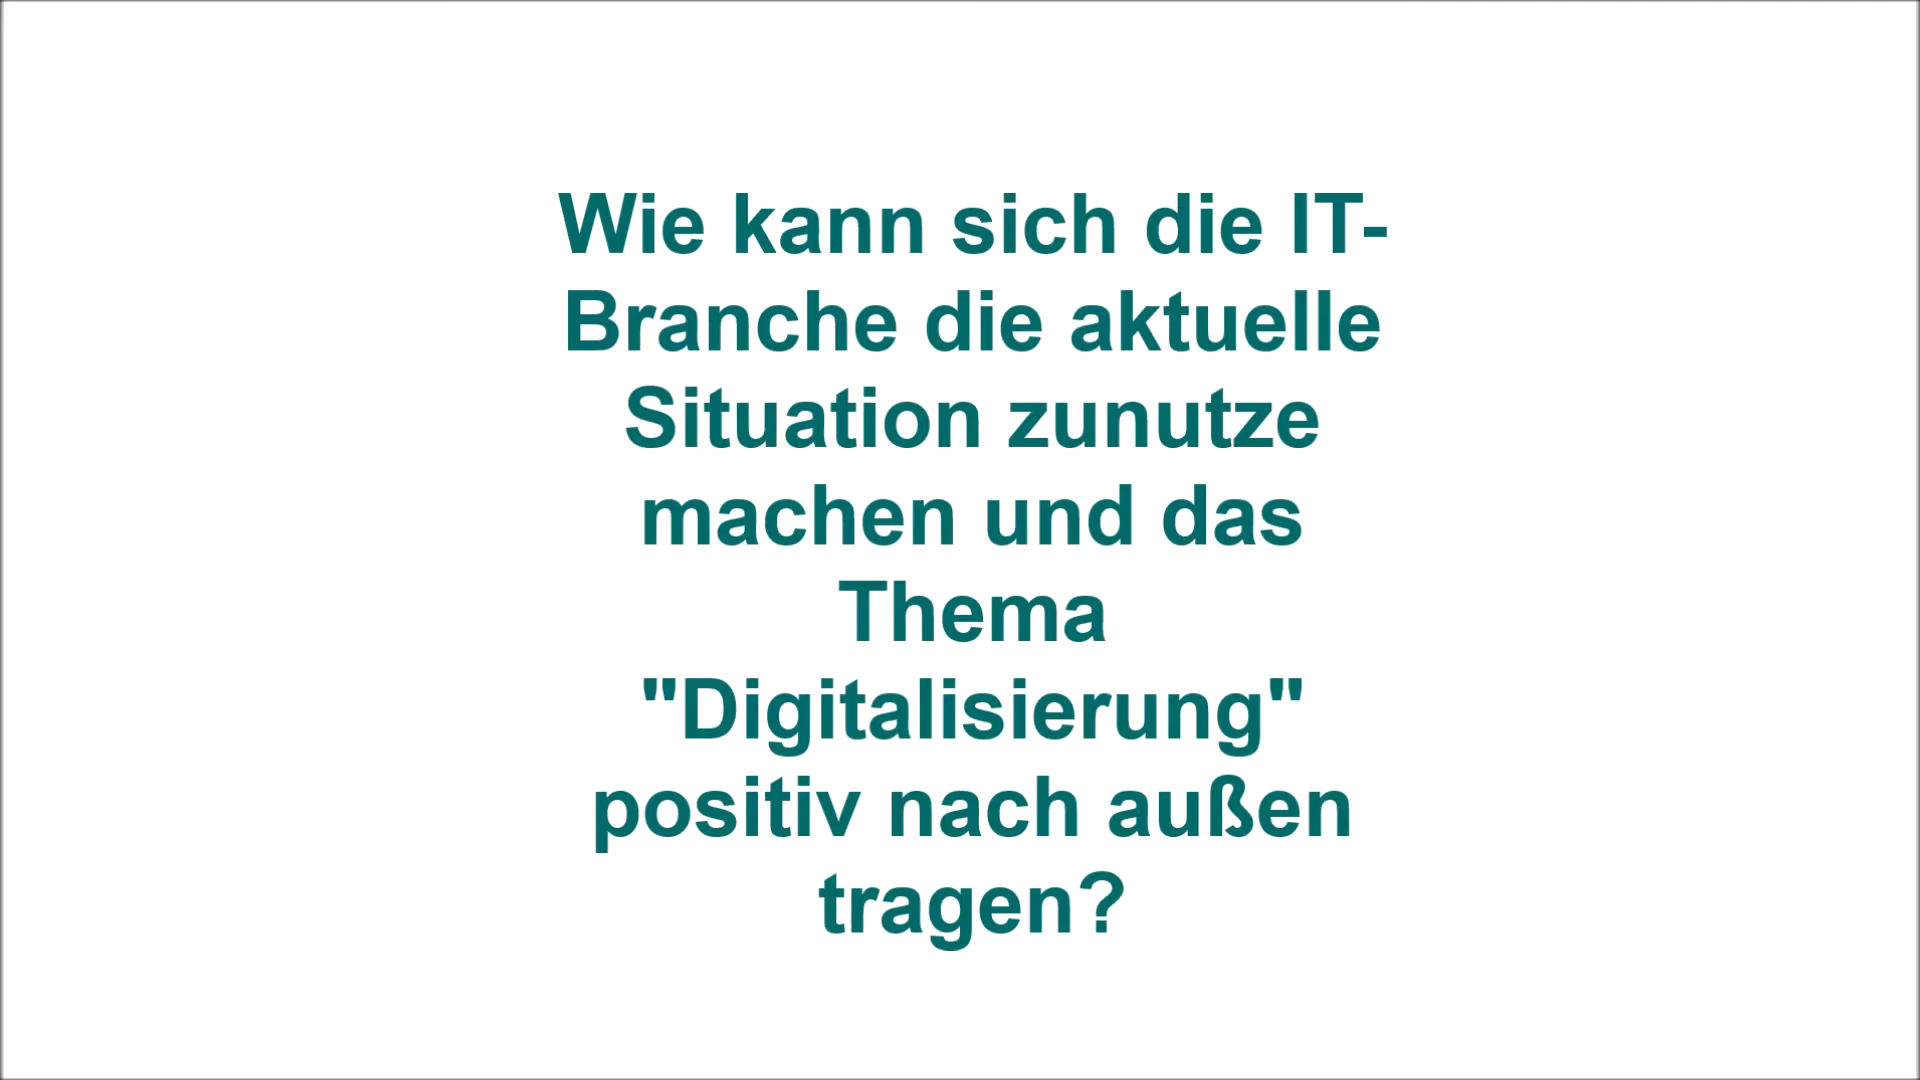 Wie kann sich die IT-
Branche die aktuelle
Situation zunutze
machen und das
Thema
"Digitalisierung"
positiv nach außen
tragen?